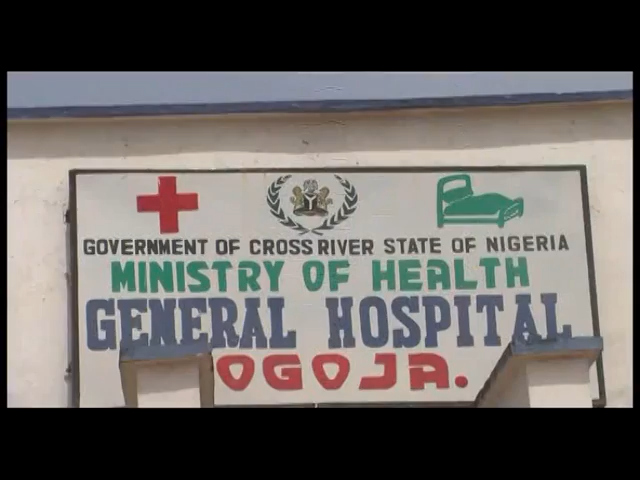 GOVERNMENT OF CROSS RIVER STATE OF NIGERIA
MINISTRY OF HEALTH
GENERAL HOSPITAL
OGOJA.